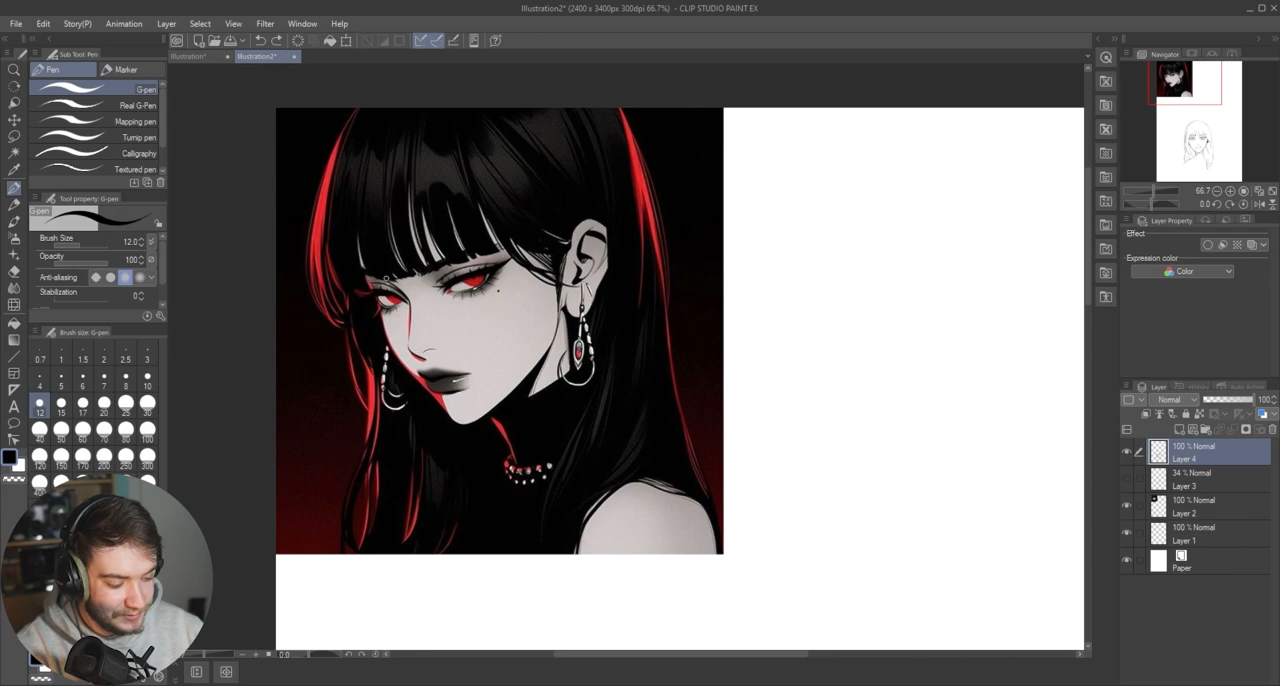 Illustration2* (2400 x 3400px 300dpi 66.7%) - CLIP STUDIO PAINT EX
File Edit Story(P) Animation Layer Select View Filter Window Help
Sub Tool: Pen
Illustration*
Illustration2*
Navigator
Pen
Marker
G-pen
Real G-Pen
Mapping pen
Turnip pen
Calligraphy
Textured pen
Tool property: G-pen
G-pen
Brush Size 12.0
Opacity 100
Anti-aliasing
Stabilization 0
Brush size: G-pen
0.7 1 1.5 2 2.5 3
4 5 6 7 8 10
12 15 17 20 25 30
40 50 60 70 80 100
120 150 170 200 250 300
66.7
0.0
Layer Property
Effect
Expression color
Color
Layer
History
Auto Action
Normal 100
100 % Normal
Layer 4
34 % Normal
Layer 3
100 % Normal
Layer 2
100 % Normal
Layer 1
Paper
0.0